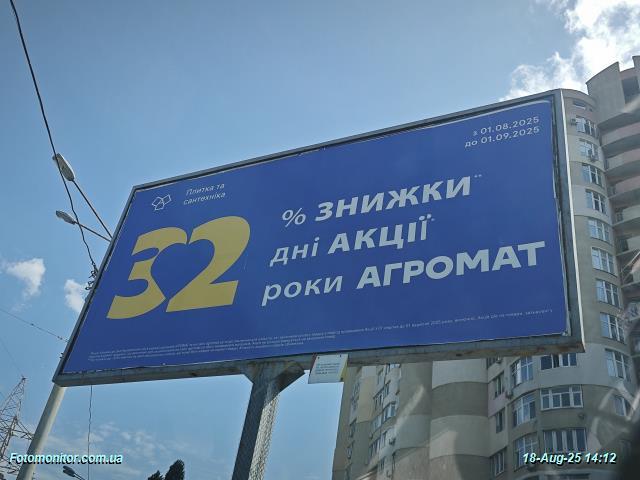 з 01.08.2025
до 01.09.2025
Плитка та
сантехніка
32
% ЗНИЖКИ**
дні АКЦІЇ**
роки АГРОМАТ
Fotomonitor.com.ua
18-Aug-25 14:12